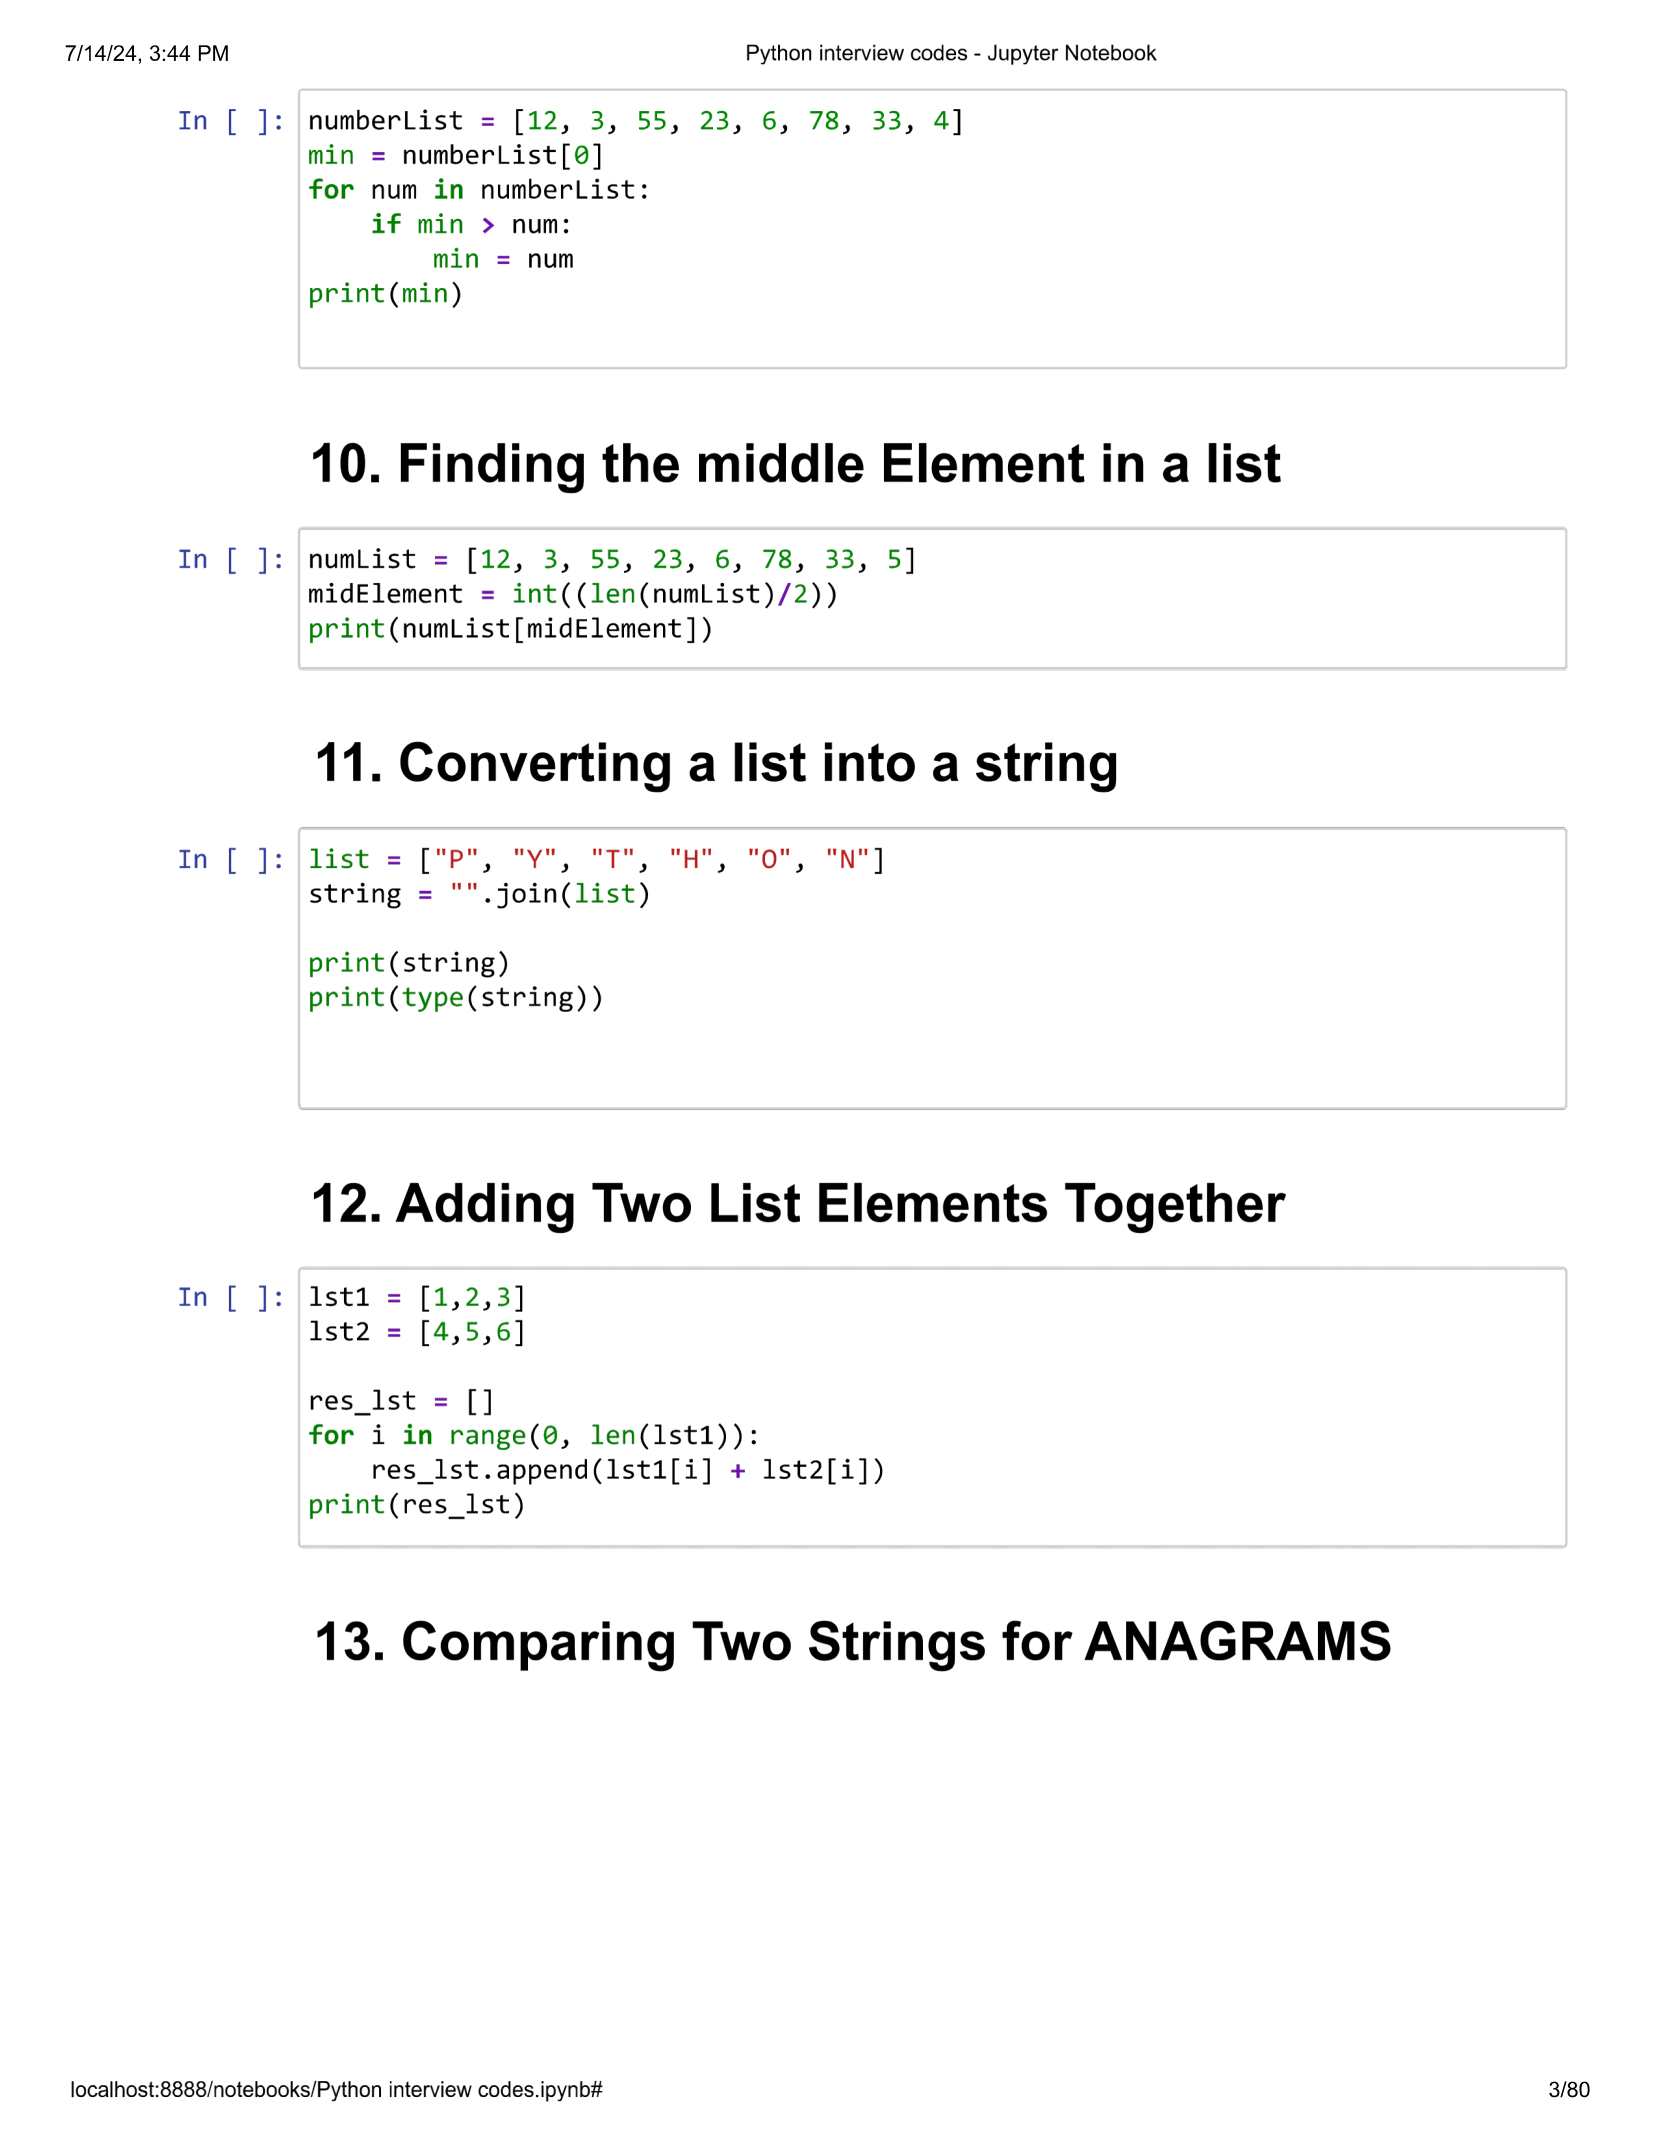 7/14/24, 3:44 PM
Python interview codes - Jupyter Notebook
In [ ]: numberList = [12, 3, 55, 23, 6, 78, 33, 4]
min = numberList[0]
for num in numberList:
    if min > num:
        min = num
print(min)
10. Finding the middle Element in a list
In [ ]: numList = [12, 3, 55, 23, 6, 78, 33, 5]
midElement = int((len(numList)/2))
print(numList[midElement])
11. Converting a list into a string
In [ ]: list = ["P", "Y", "T", "H", "O", "N"]
string = "".join(list)
print(string)
print(type(string))
12. Adding Two List Elements Together
In [ ]: lst1 = [1,2,3]
lst2 = [4,5,6]
res_lst = []
for i in range(0, len(lst1)):
    res_lst.append(lst1[i] + lst2[i])
print(res_lst)
13. Comparing Two Strings for ANAGRAMS
localhost:8888/notebooks/Python interview codes.ipynb#
3/80